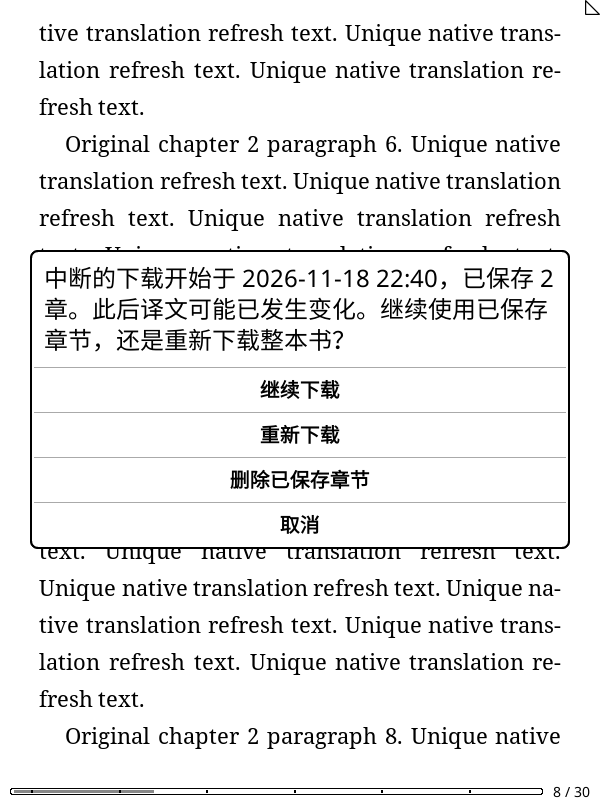 tive translation refresh text. Unique native trans-
lation refresh text. Unique native translation re-
fresh text.
Original chapter 2 paragraph 6. Unique native
translation refresh text. Unique native translation
refresh text. Unique native translation refresh
中断的下载开始于 2026-11-18 22:40，已保存 2
章。此后译文可能已发生变化。继续使用已保存
章节，还是重新下载整本书？
继续下载
重新下载
删除已保存章节
取消
text. Unique native translation refresh text.
Unique native translation refresh text. Unique na-
tive translation refresh text. Unique native trans-
lation refresh text. Unique native translation re-
fresh text.
Original chapter 2 paragraph 8. Unique native
8 / 30